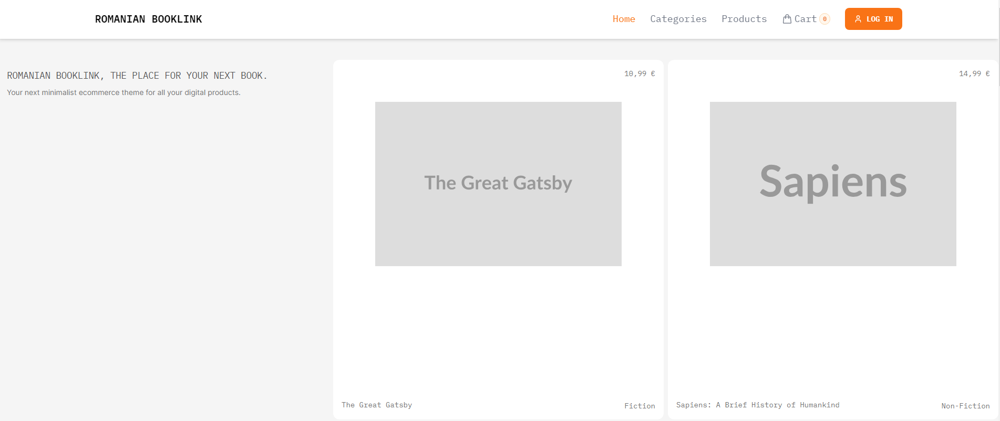 ROMANIAN BOOKLINK
Home
Categories
Products
Cart 0
LOG IN
ROMANIAN BOOKLINK, THE PLACE FOR YOUR NEXT BOOK.
Your next minimalist ecommerce theme for all your digital products.
10,99 €
The Great Gatsby
The Great Gatsby
Fiction
14,99 €
Sapiens
Sapiens: A Brief History of Humankind
Non-Fiction